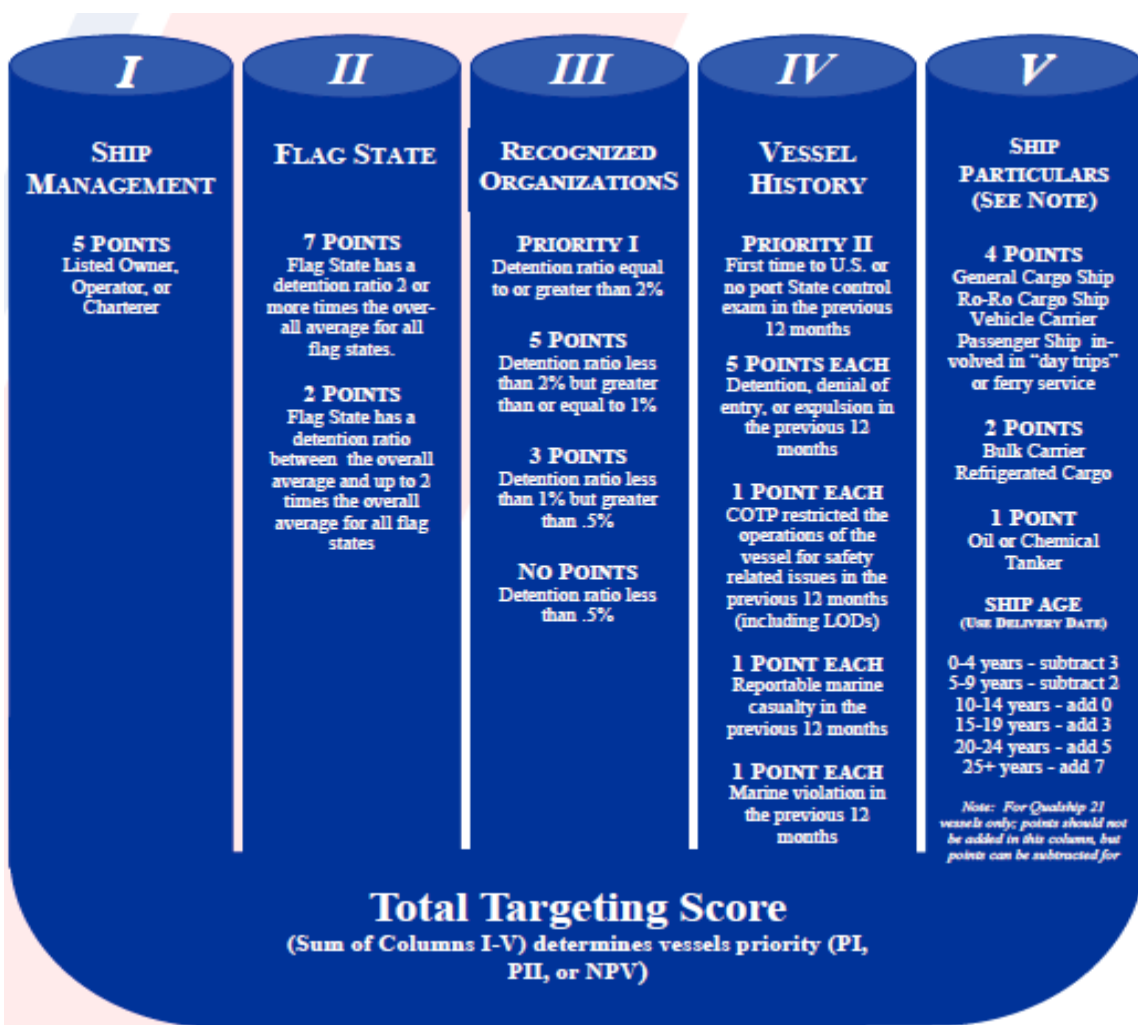 I
SHIP
MANAGEMENT
5 POINTS
Listed Owner,
Operator, or
Charterer
II
FLAG STATE
7 POINTS
Flag State has a
detention ratio 2 or
more times the over-
all average for all
flag states.
2 POINTS
Flag State has a
detention ratio
between the overall
average and up to 2
times the overall
average for all flag
states
III
RECOGNIZED
ORGANIZATIONS
PRIORITY I
Detention ratio equal
to or greater than 2%
5 POINTS
Detention ratio less
than 2% but greater
than or equal to 1%
3 POINTS
Detention ratio less
than 1% but greater
than .5%
NO POINTS
Detention ratio less
than .5%
IV
VESSEL
HISTORY
PRIORITY II
First time to U.S. or
no port State control
exam in the previous
12 months
5 POINTS EACH
Detention, denial of
entry, or expulsion in
the previous 12
months
1 POINT EACH
COTP restricted the
operations of the
vessel for safety
related issues in the
previous 12 months
(including LODs)
1 POINT EACH
Reportable marine
casualty in the
previous 12 months
1 POINT EACH
Marine violation in
the previous 12
months
V
SHIP
PARTICULARS
(SEE NOTE)
4 POINTS
General Cargo Ship
Ro-Ro Cargo Ship
Vehicle Carrier
Passenger Ship in-
volved in “day trips”
or ferry service
2 POINTS
Bulk Carrier
Refrigerated Cargo
1 POINT
Oil or Chemical
Tanker
SHIP AGE
(USE DELIVERY DATE)
0-4 years - subtract 3
5-9 years - subtract 2
10-14 years - add 0
15-19 years - add 3
20-24 years - add 5
25+ years - add 7
Note: For Qualship 21
vessels only; points should not
be added in this column, but
points can be subtracted for
Total Targeting Score
(Sum of Columns I-V) determines vessels priority (PI,
PII, or NPV)